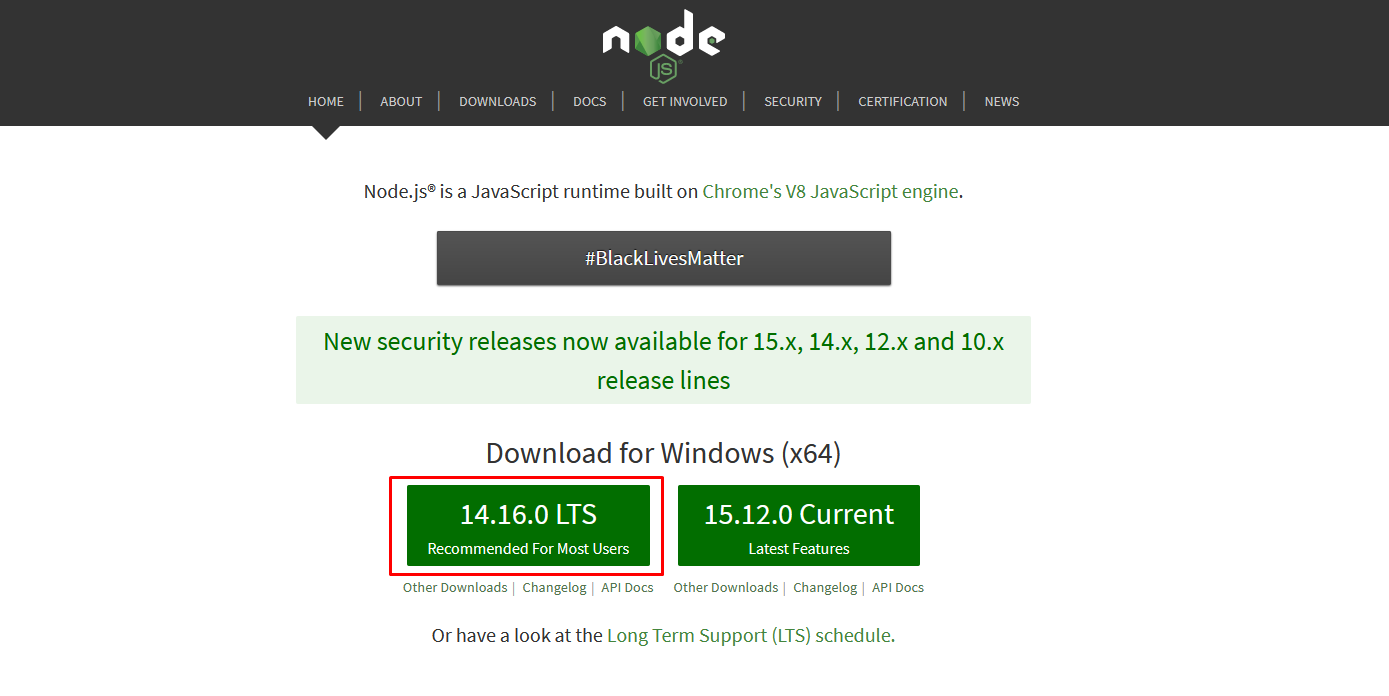 node
JS
HOME | ABOUT | DOWNLOADS | DOCS | GET INVOLVED | SECURITY | CERTIFICATION | NEWS
Node.js® is a JavaScript runtime built on Chrome's V8 JavaScript engine.
#BlackLivesMatter
New security releases now available for 15.x, 14.x, 12.x and 10.x
release lines
Download for Windows (x64)
14.16.0 LTS
Recommended For Most Users
15.12.0 Current
Latest Features
Other Downloads | Changelog | API Docs
Other Downloads | Changelog | API Docs
Or have a look at the Long Term Support (LTS) schedule.